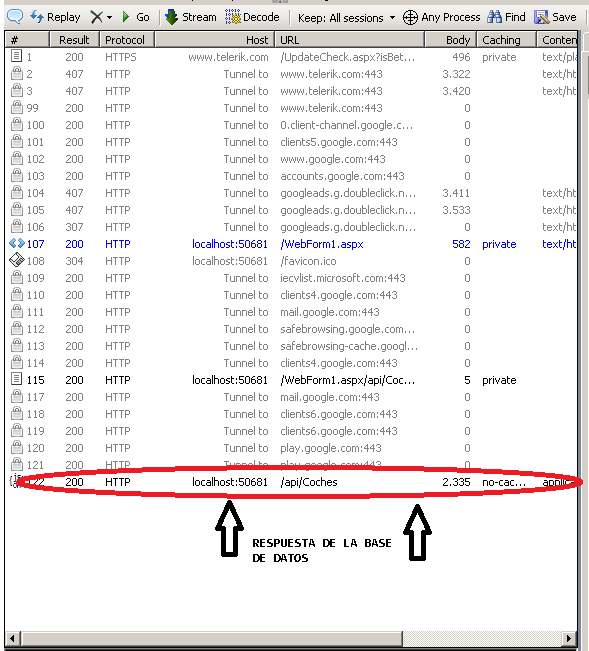 Replay Go Stream Decode Keep: All sessions Any Process Find Save
# Result Protocol Host URL Body Caching Conten
1 200 HTTPS www.telerik.com /UpdateCheck.aspx?isBet... 496 private text/pla
2 407 HTTP Tunnel to www.telerik.com:443 3.322 text/ht
3 407 HTTP Tunnel to www.telerik.com:443 3.420 text/ht
99 200 HTTP Tunnel to www.telerik.com:443 0
100 200 HTTP Tunnel to 0.client-channel.google.c... 0
101 200 HTTP Tunnel to clients5.google.com:443 0
102 200 HTTP Tunnel to www.google.com:443 0
103 200 HTTP Tunnel to accounts.google.com:443 0
104 407 HTTP Tunnel to googleads.g.doubleclick.n... 3.411 text/ht
105 407 HTTP Tunnel to googleads.g.doubleclick.n... 3.533 text/ht
106 307 HTTP Tunnel to googleads.g.doubleclick.n... 0
107 200 HTTP localhost:50681 /WebForm1.aspx 582 private text/ht
108 304 HTTP localhost:50681 /favicon.ico 0
109 200 HTTP Tunnel to iecvlist.microsoft.com:443 0
110 200 HTTP Tunnel to clients4.google.com:443 0
111 200 HTTP Tunnel to mail.google.com:443 0
112 200 HTTP Tunnel to safebrowsing.google.com... 0
113 200 HTTP Tunnel to safebrowsing-cache.googl... 0
114 200 HTTP Tunnel to clients4.google.com:443 0
115 200 HTTP localhost:50681 /WebForm1.aspx/api/Coc... 5 private
117 200 HTTP Tunnel to mail.google.com:443 0
118 200 HTTP Tunnel to clients6.google.com:443 0
119 200 HTTP Tunnel to clients6.google.com:443 0
120 200 HTTP Tunnel to play.google.com:443 0
121 200 HTTP Tunnel to play.google.com:443 0
122 200 HTTP localhost:50681 /api/Coches 2.335 no-cac... applica
RESPUESTA DE LA BASE
DE DATOS